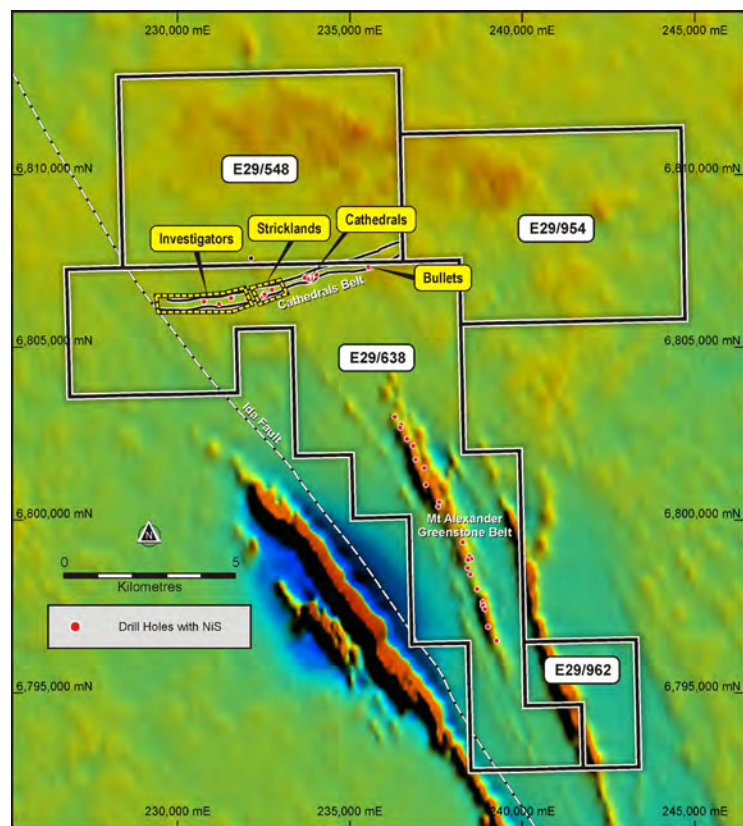 230,000 mE
235,000 mE
240,000 mE
245,000 mE
6,810,000 mN
6,810,000 mN
E29/548
E29/954
Investigators
Stricklands
Cathedrals
Bullets
Cathedrals Belt
6,805,000 mN
6,805,000 mN
E29/638
Ida Fault
6,800,000 mN
6,800,000 mN
Mt Alexander
Greenstone Belt
N
0
5
Kilometres
Drill Holes with NiS
E29/962
6,795,000 mN
6,795,000 mN
230,000 mE
235,000 mE
240,000 mE
245,000 mE